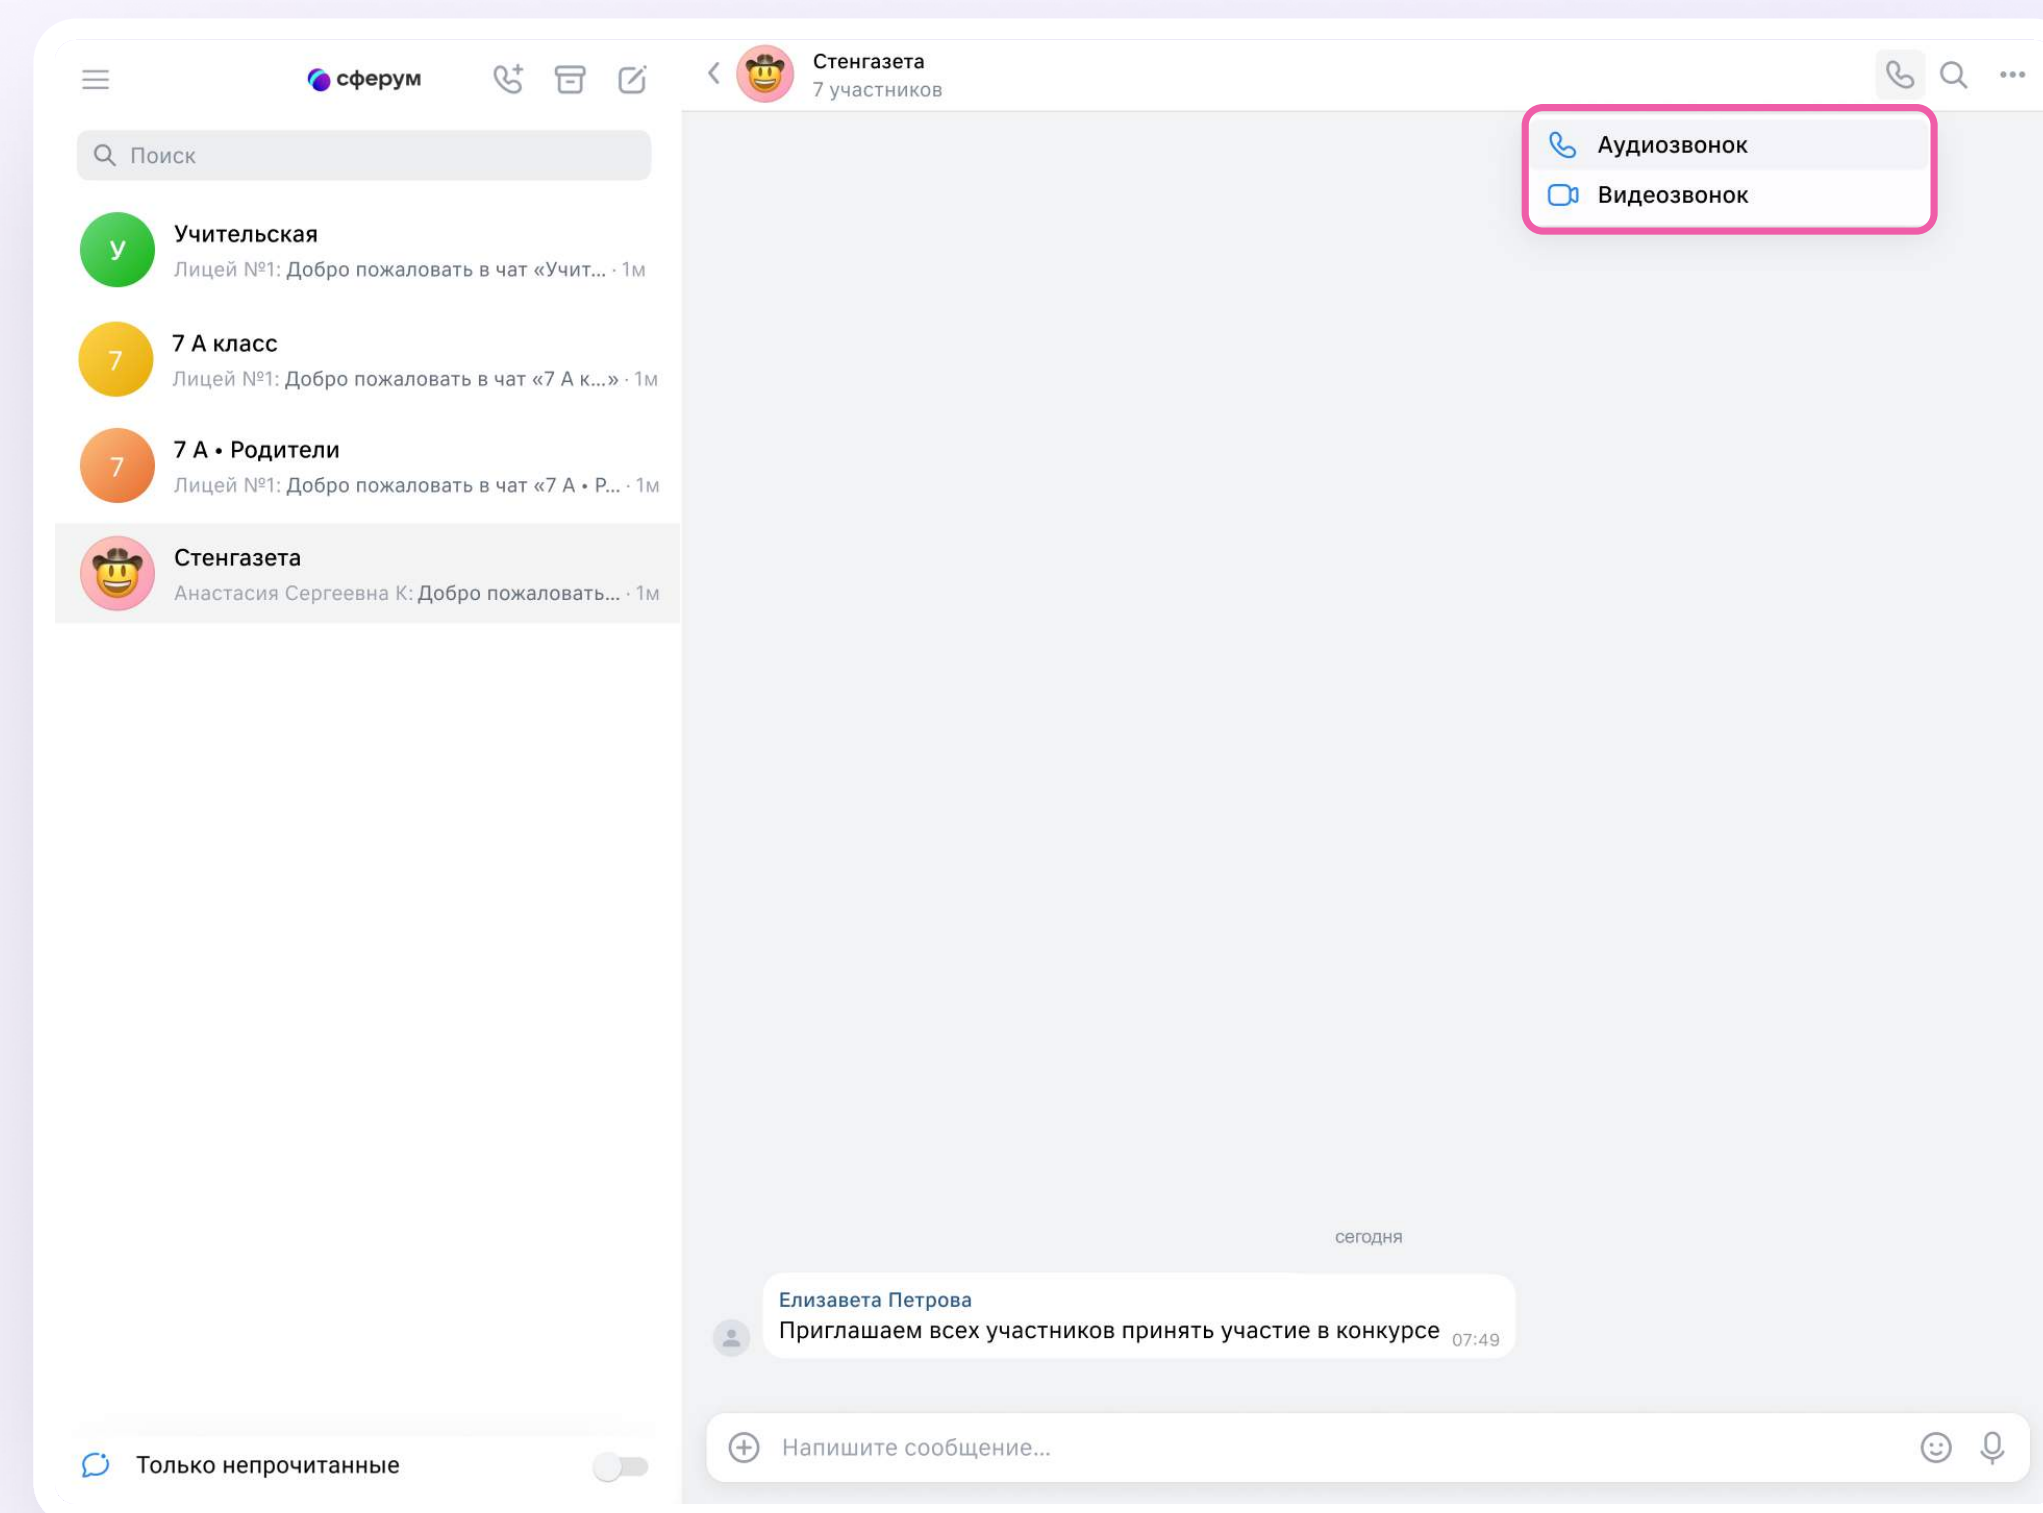 сферум
Поиск
У
Учительская
Лицей №1: Добро пожаловать в чат «Учит... · 1м
7
7 А класс
Лицей №1: Добро пожаловать в чат «7 А к...» · 1м
7
7 А • Родители
Лицей №1: Добро пожаловать в чат «7 А • Р... · 1м
Стенгазета
Анастасия Сергеевна К: Добро пожаловать... · 1м
Только непрочитанные
Стенгазета
7 участников
Аудиозвонок
Видеозвонок
сегодня
Елизавета Петрова
Приглашаем всех участников принять участие в конкурсе 07:49
Напишите сообщение...